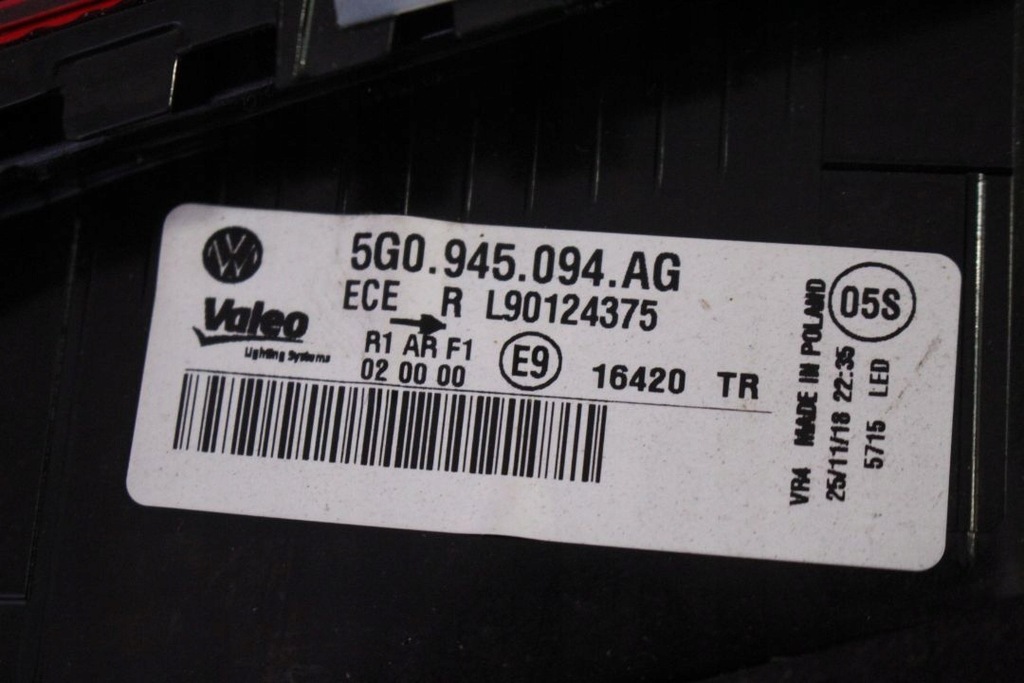 5G0.945.094.AG
ECE R L90124375
Valeo
Lighting Systems
R1 AR F1
02 00 00
E9
16420 TR
05S
VR4 MADE IN POLAND
25/11/18 22:35
5715 LED